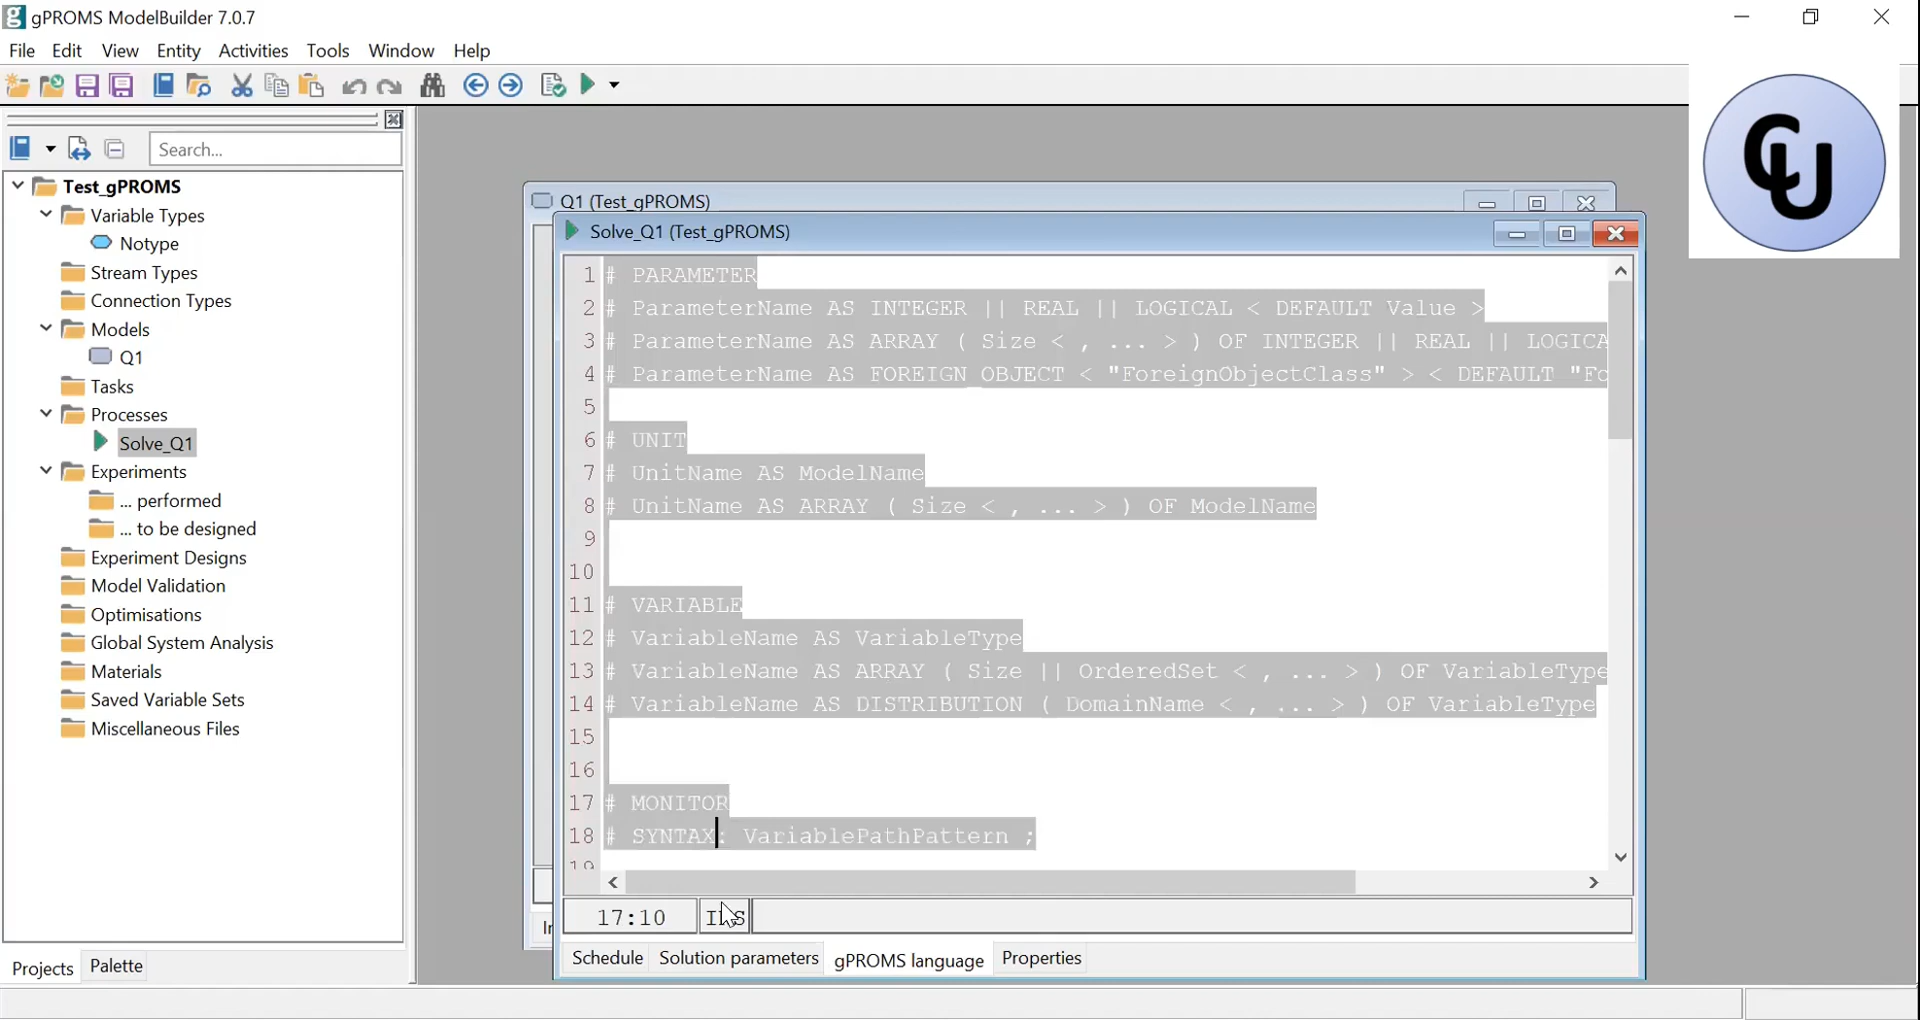 gPROMS ModelBuilder 7.0.7
File Edit View Entity Activities Tools Window Help
CU
Search...
Test_gPROMS
Variable Types
Notype
Stream Types
Connection Types
Models
Q1
Tasks
Processes
Solve_Q1
Experiments
... performed
... to be designed
Experiment Designs
Model Validation
Optimisations
Global System Analysis
Materials
Saved Variable Sets
Miscellaneous Files
Projects Palette
Q1 (Test_gPROMS)
Solve_Q1 (Test_gPROMS)
1 # PARAMETER
2 # ParameterName AS INTEGER || REAL || LOGICAL < DEFAULT Value >
3 # ParameterName AS ARRAY ( Size < , ... > ) OF INTEGER || REAL || LOGICA
4 # ParameterName AS FOREIGN_OBJECT < "ForeignObjectClass" > < DEFAULT "Fo
5
6 # UNIT
7 # UnitName AS ModelName
8 # UnitName AS ARRAY ( Size < , ... > ) OF ModelName
9
10
11 # VARIABLE
12 # VariableName AS VariableType
13 # VariableName AS ARRAY ( Size || OrderedSet < , ... > ) OF VariableType
14 # VariableName AS DISTRIBUTION ( DomainName < , ... > ) OF VariableType
15
16
17 # MONITOR
18 # SYNTAX: VariablePathPattern ;
19
17:10 INS
Schedule Solution parameters gPROMS language Properties